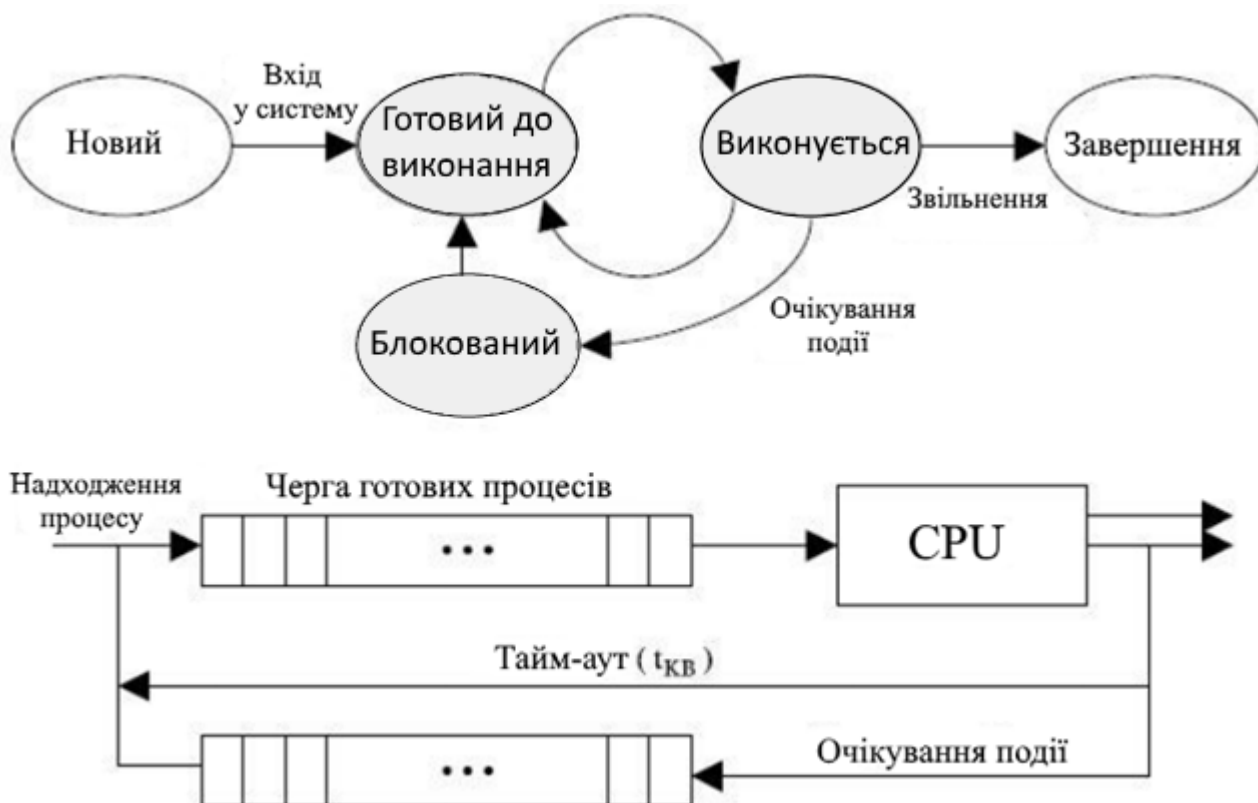 Вхід
у систему
Новий
Готовий до
виконання
Виконується
Завершення
Звільнення
Блокований
Очікування
події
Надходження
процесу
Черга готових процесів
...
CPU
Тайм-аут ( tКВ )
Очікування події
...